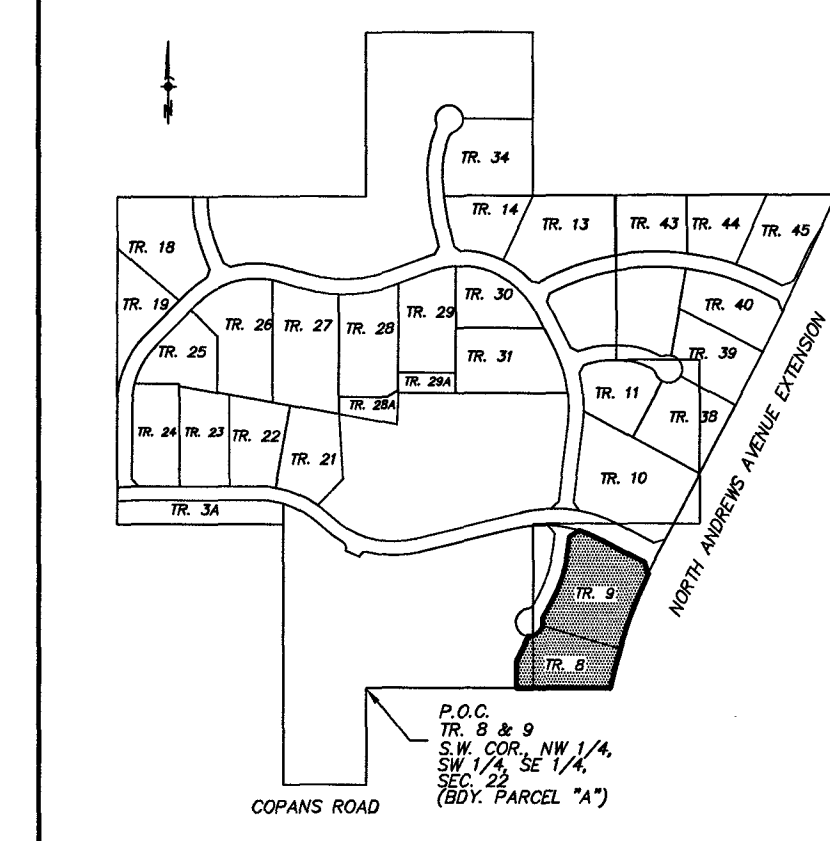 N
TR. 34
TR. 14
TR. 13
TR. 43
TR. 44
TR. 45
TR. 18
TR. 19
TR. 25
TR. 26
TR. 27
TR. 28
TR. 29
TR. 30
TR. 31
TR. 29A
TR. 28A
TR. 40
TR. 39
TR. 38
TR. 11
TR. 10
TR. 24
TR. 23
TR. 22
TR. 21
TR. 3A
TR. 9
TR. 8
NORTH ANDREWS AVENUE EXTENSION
P.O.C.
TR. 8 & 9
S.W. COR., NW 1/4,
SW 1/4, SE 1/4,
SEC. 22
(BDY. PARCEL "A")
COPANS ROAD